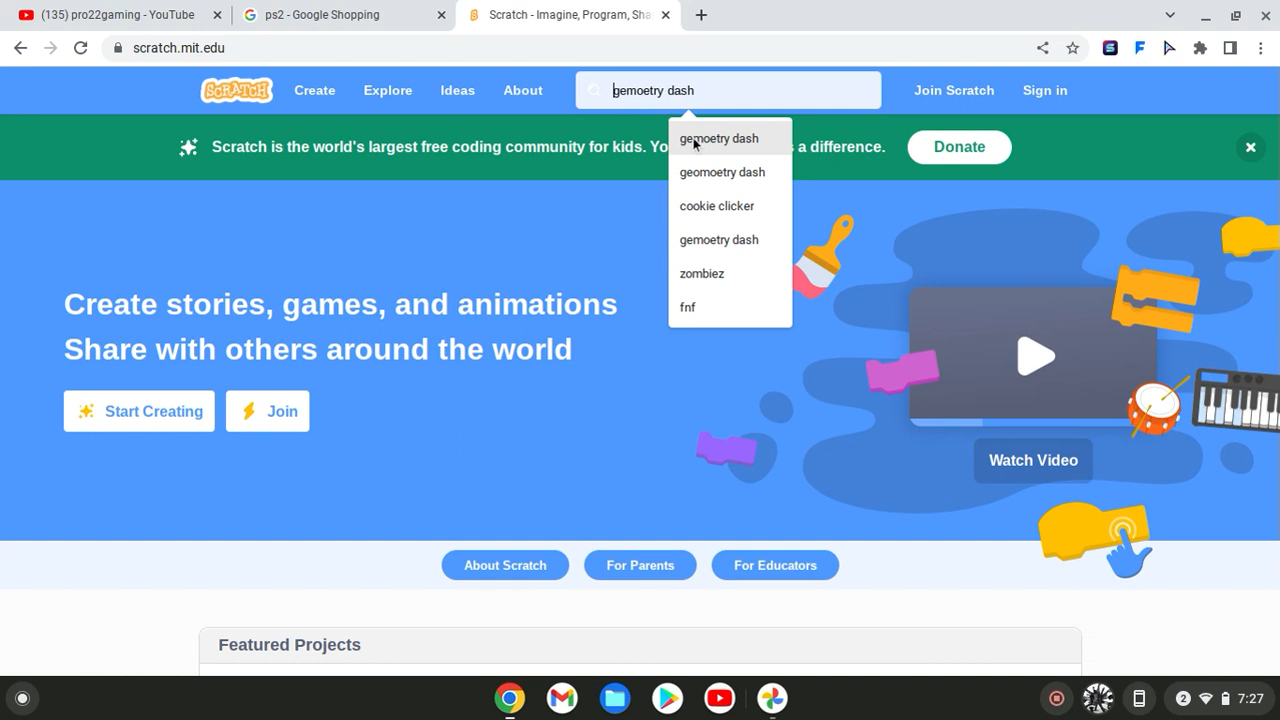 (135) pro22gaming - YouTube
ps2 - Google Shopping
Scratch - Imagine, Program, Sha
scratch.mit.edu
SCRATCH
Create
Explore
Ideas
About
gemoetry dash
Join Scratch
Sign in
Scratch is the world's largest free coding community for kids. Yo
s a difference.
Donate
gemoetry dash
geomoetry dash
cookie clicker
gemoetry dash
zombiez
fnf
Create stories, games, and animations
Share with others around the world
Start Creating
Join
Watch Video
About Scratch
For Parents
For Educators
Featured Projects
2
7:27